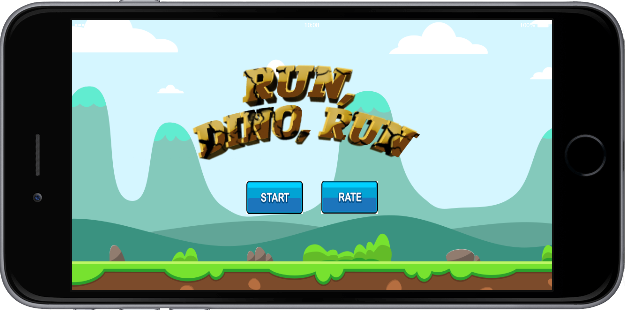 RUN,
DINO, RUN
START
RATE